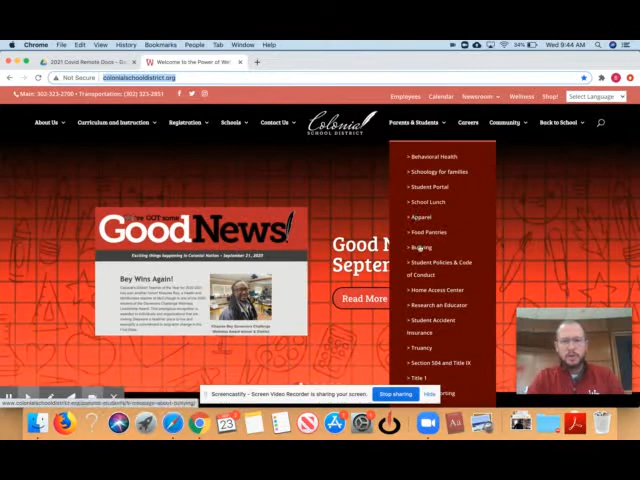 Chrome File Edit View History Bookmarks People Tab Window Help 34% Wed 9:44 AM
2021 Covid Remote Docs - Go
Welcome to the Power of We
Not Secure colonialschooldistrict.org
Main: 302-323-2700 • Transportation: (302) 323-2851
Employees Calendar Newsroom Wellness Shop! Select Language
About Us Curriculum and Instruction Registration Schools Contact Us
Colonial
SCHOOL DISTRICT
Parents & Students Careers Community Back to School
> Behavioral Health
> Schoology for families
> Student Portal
> School Lunch
> Apparel
> Food Pantries
> Bullying
> Student Policies & Code
of Conduct
> Home Access Center
> Research an Educator
> Student Accident
Insurance
> Truancy
> Section 504 and Title IX
> Title 1
We've GOT some
GoodNews!
Exciting things happening in Colonial Nation - September 21, 2020
Bey Wins Again!
Good N
Septem
Read More
Screencastify - Screen Video Recorder is sharing your screen.
Stop sharing
Hide
23